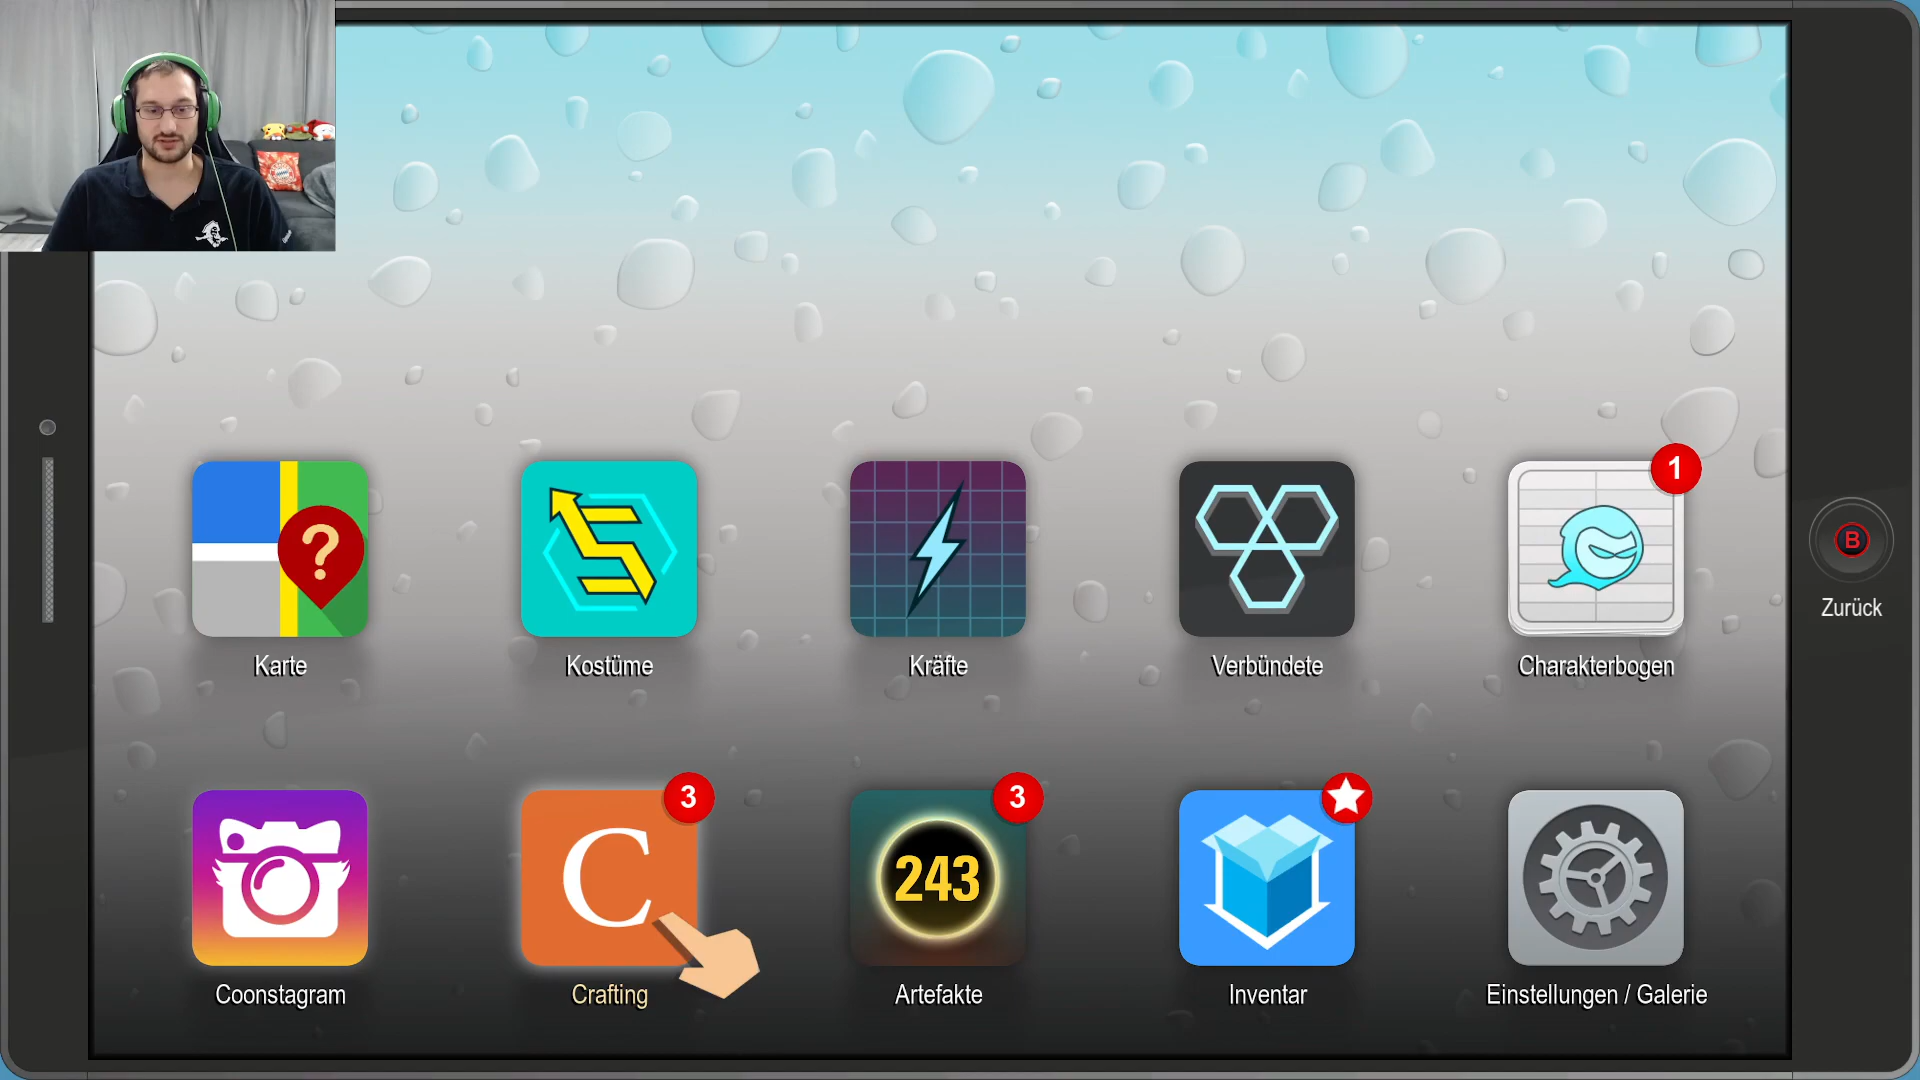 ?
1
B
Zurück
Karte
Kostüme
Kräfte
Verbündete
Charakterbogen
3
3
C
243
Coonstagram
Crafting
Artefakte
Inventar
Einstellungen / Galerie